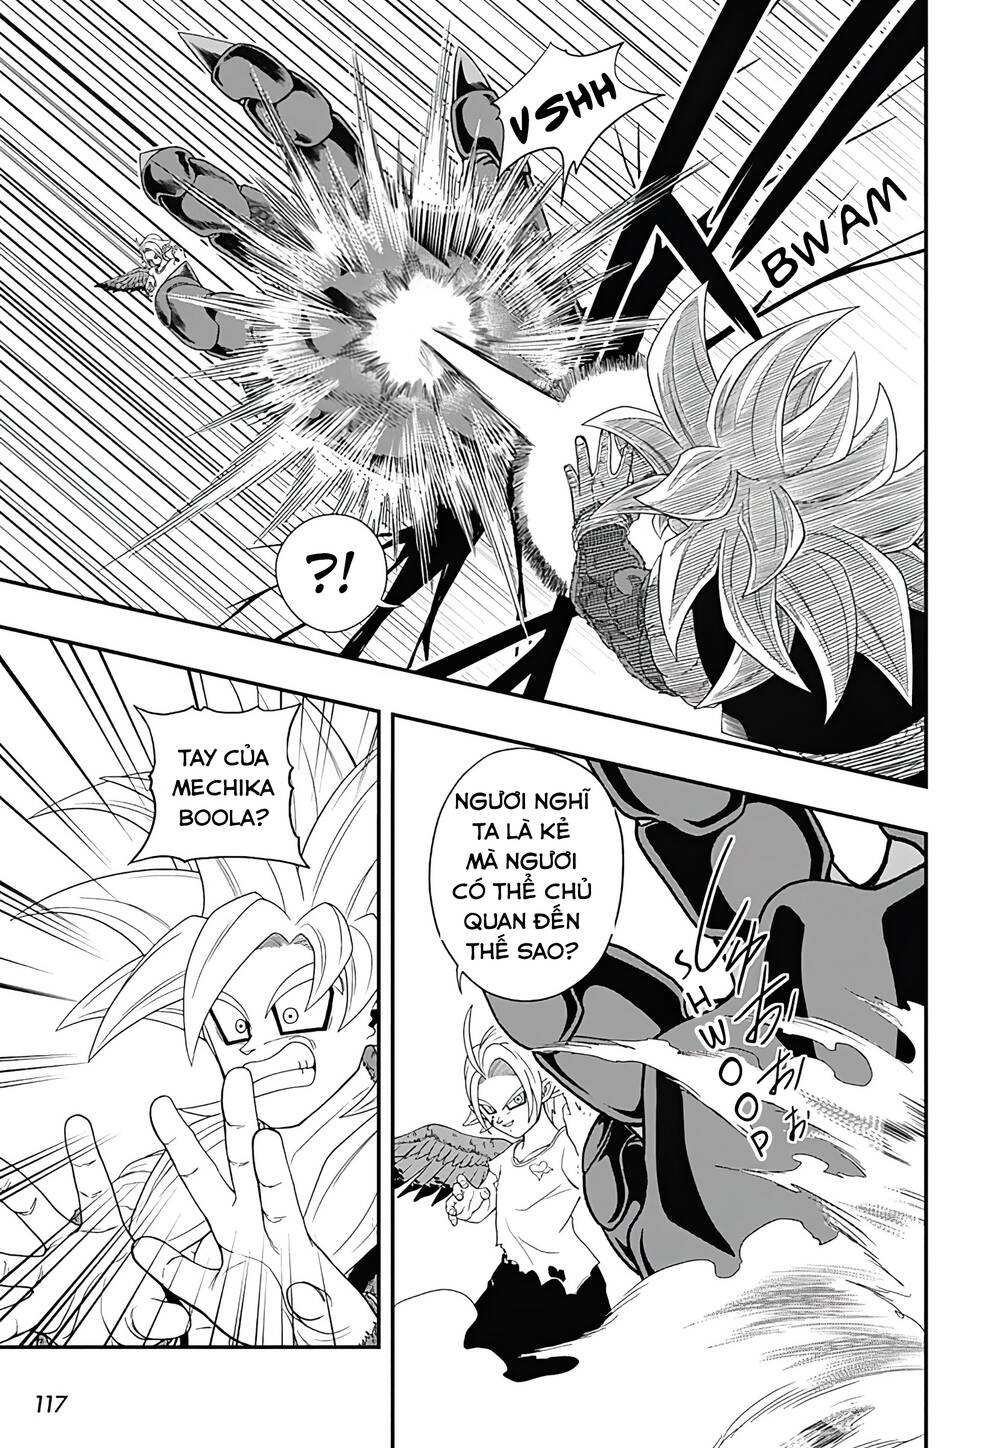 VSHH
BWAM
?!
NGƯƠI NGHĨ
TA LÀ KẺ
MÀ NGƯƠI
CÓ THỂ CHỦ
QUAN ĐẾN
THẾ SAO?
SHWOOP
TAY CỦA
MECHIKA
BOOLA?
117